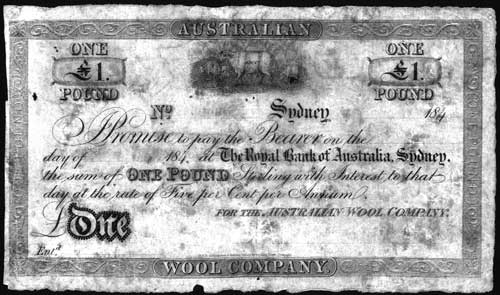 AUSTRALIAN
ONE ONE
£1. £1.
POUND POUND
No. Sydney 184
I Promise to pay the Bearer on the
day of 184. at The Royal Bank of Australia, Sydney.
the sum of ONE POUND Sterling with Interest to that
day at the rate of Five per Cent per Annum.
FOR THE AUSTRALIAN WOOL COMPANY.
£ One
Entd.
WOOL COMPANY.